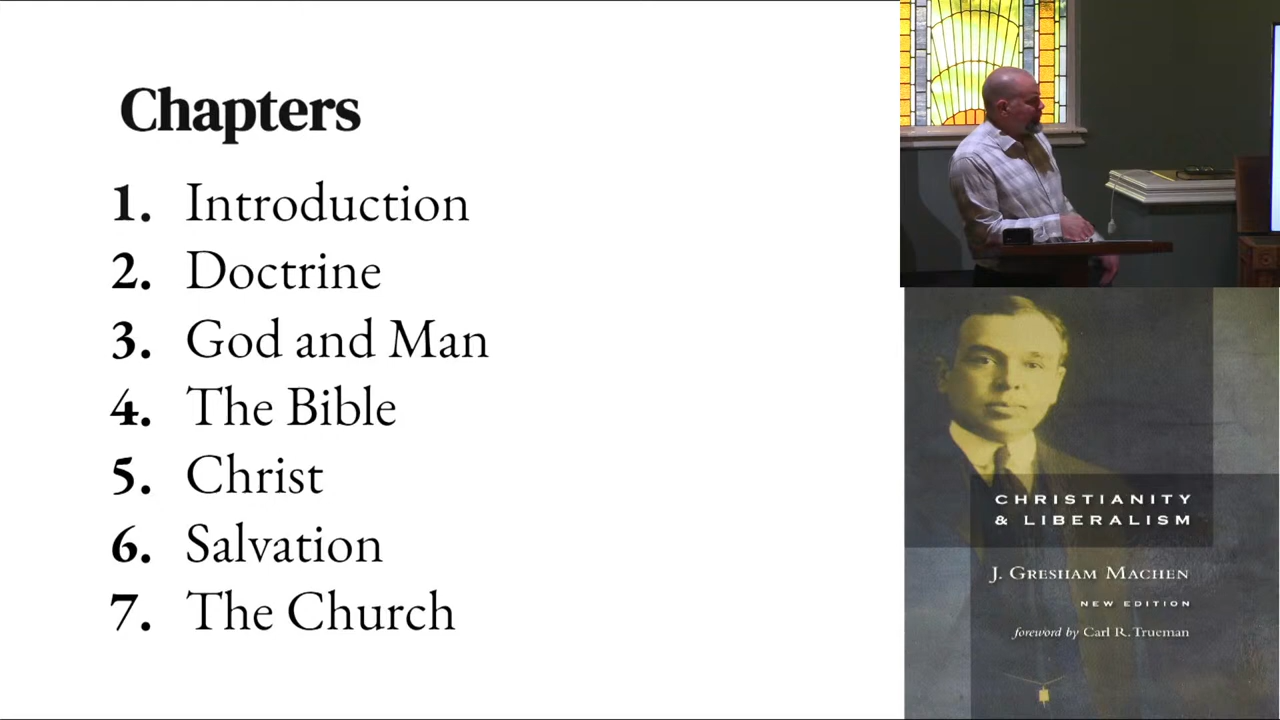 Chapters
1. Introduction
2. Doctrine
3. God and Man
4. The Bible
5. Christ
6. Salvation
7. The Church
CHRISTIANITY
& LIBERALISM
J. GRESHAM MACHEN
NEW EDITION
foreword by Carl R. Trueman